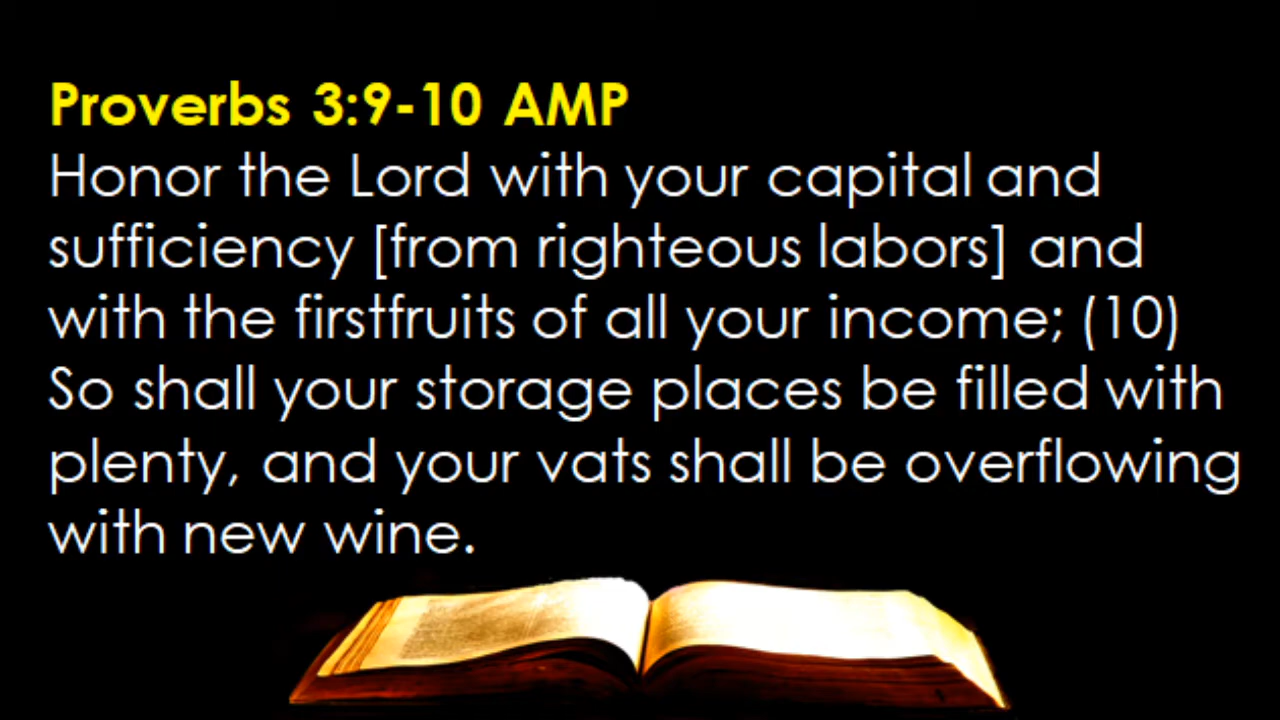 Proverbs 3:9-10 AMP
Honor the Lord with your capital and
sufficiency [from righteous labors] and
with the firstfruits of all your income; (10)
So shall your storage places be filled with
plenty, and your vats shall be overflowing
with new wine.